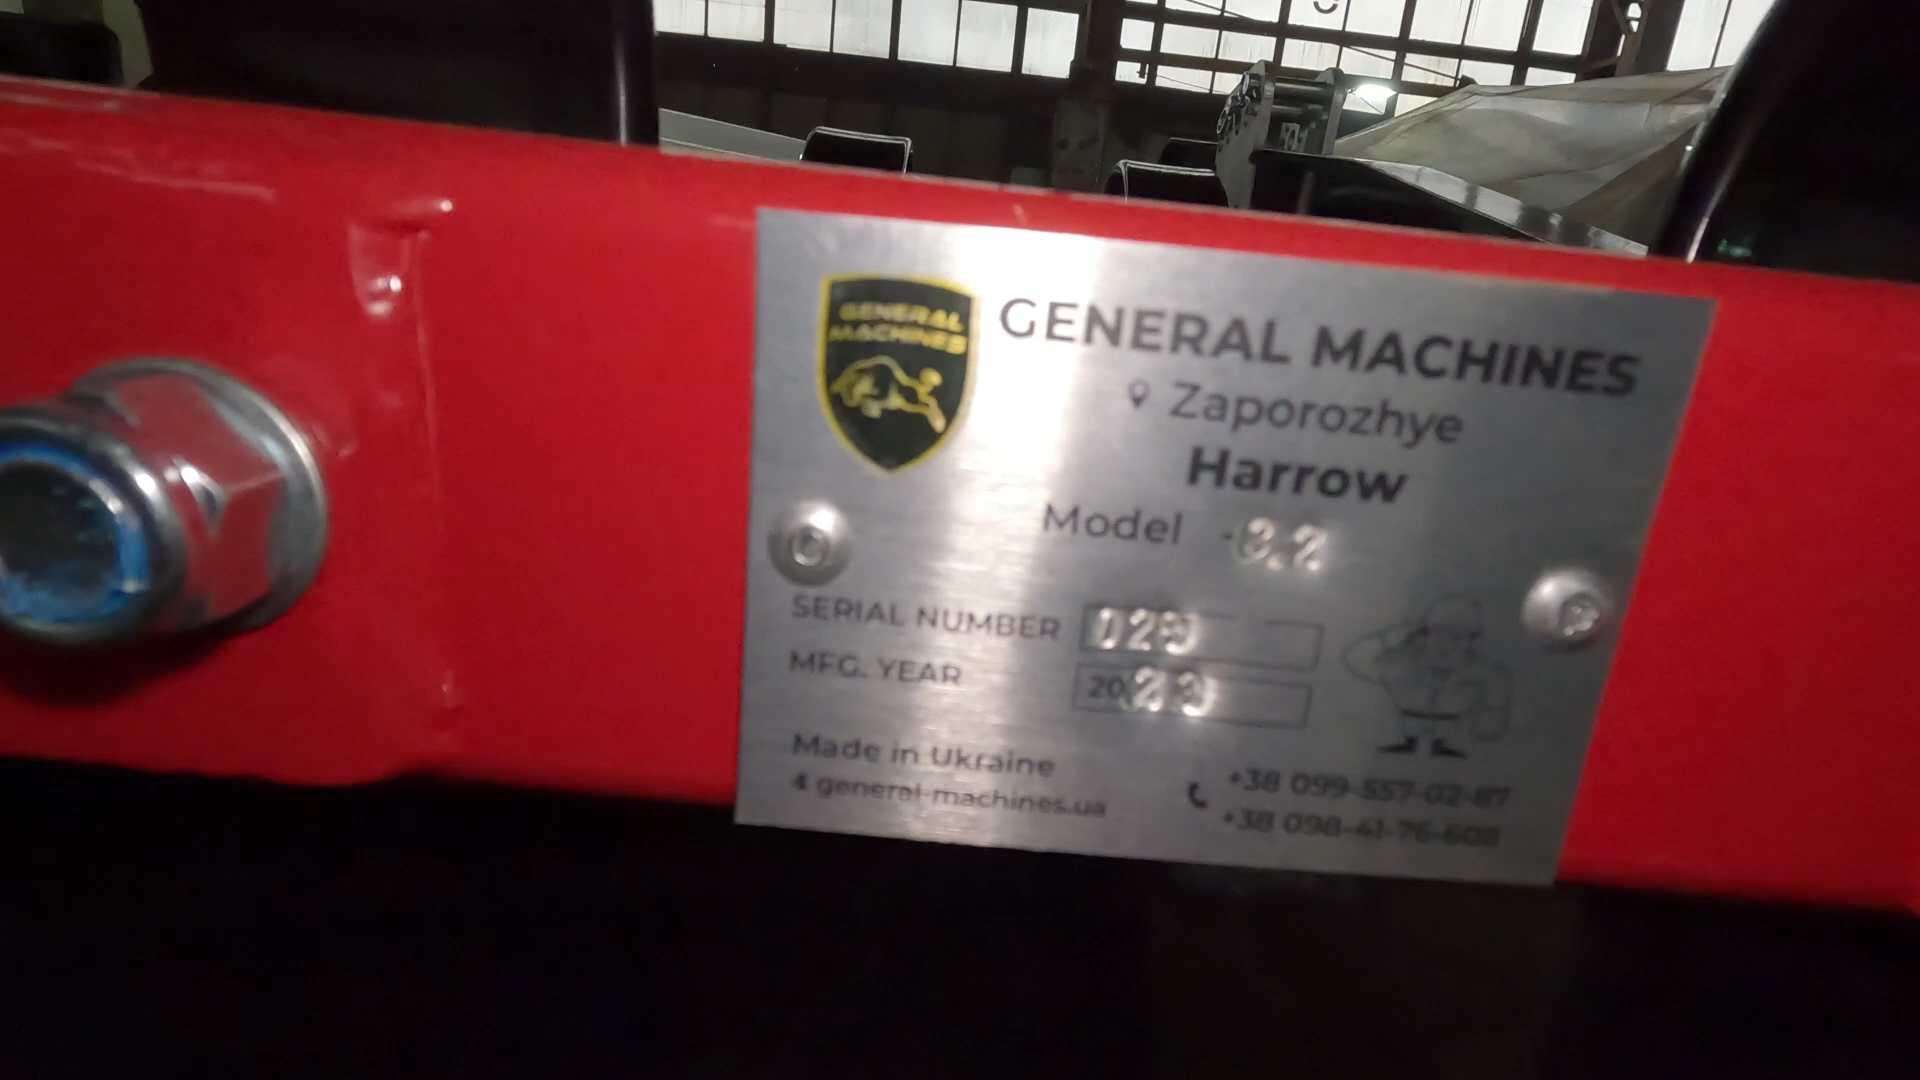 GENERAL
MACHINES
GENERAL MACHINES
Zaporozhye
Harrow
Model
SERIAL NUMBER
MFG. YEAR 2023
Made in Ukraine
general-machines.ua
+38 099-557-02-87
+38 098-41-76-608